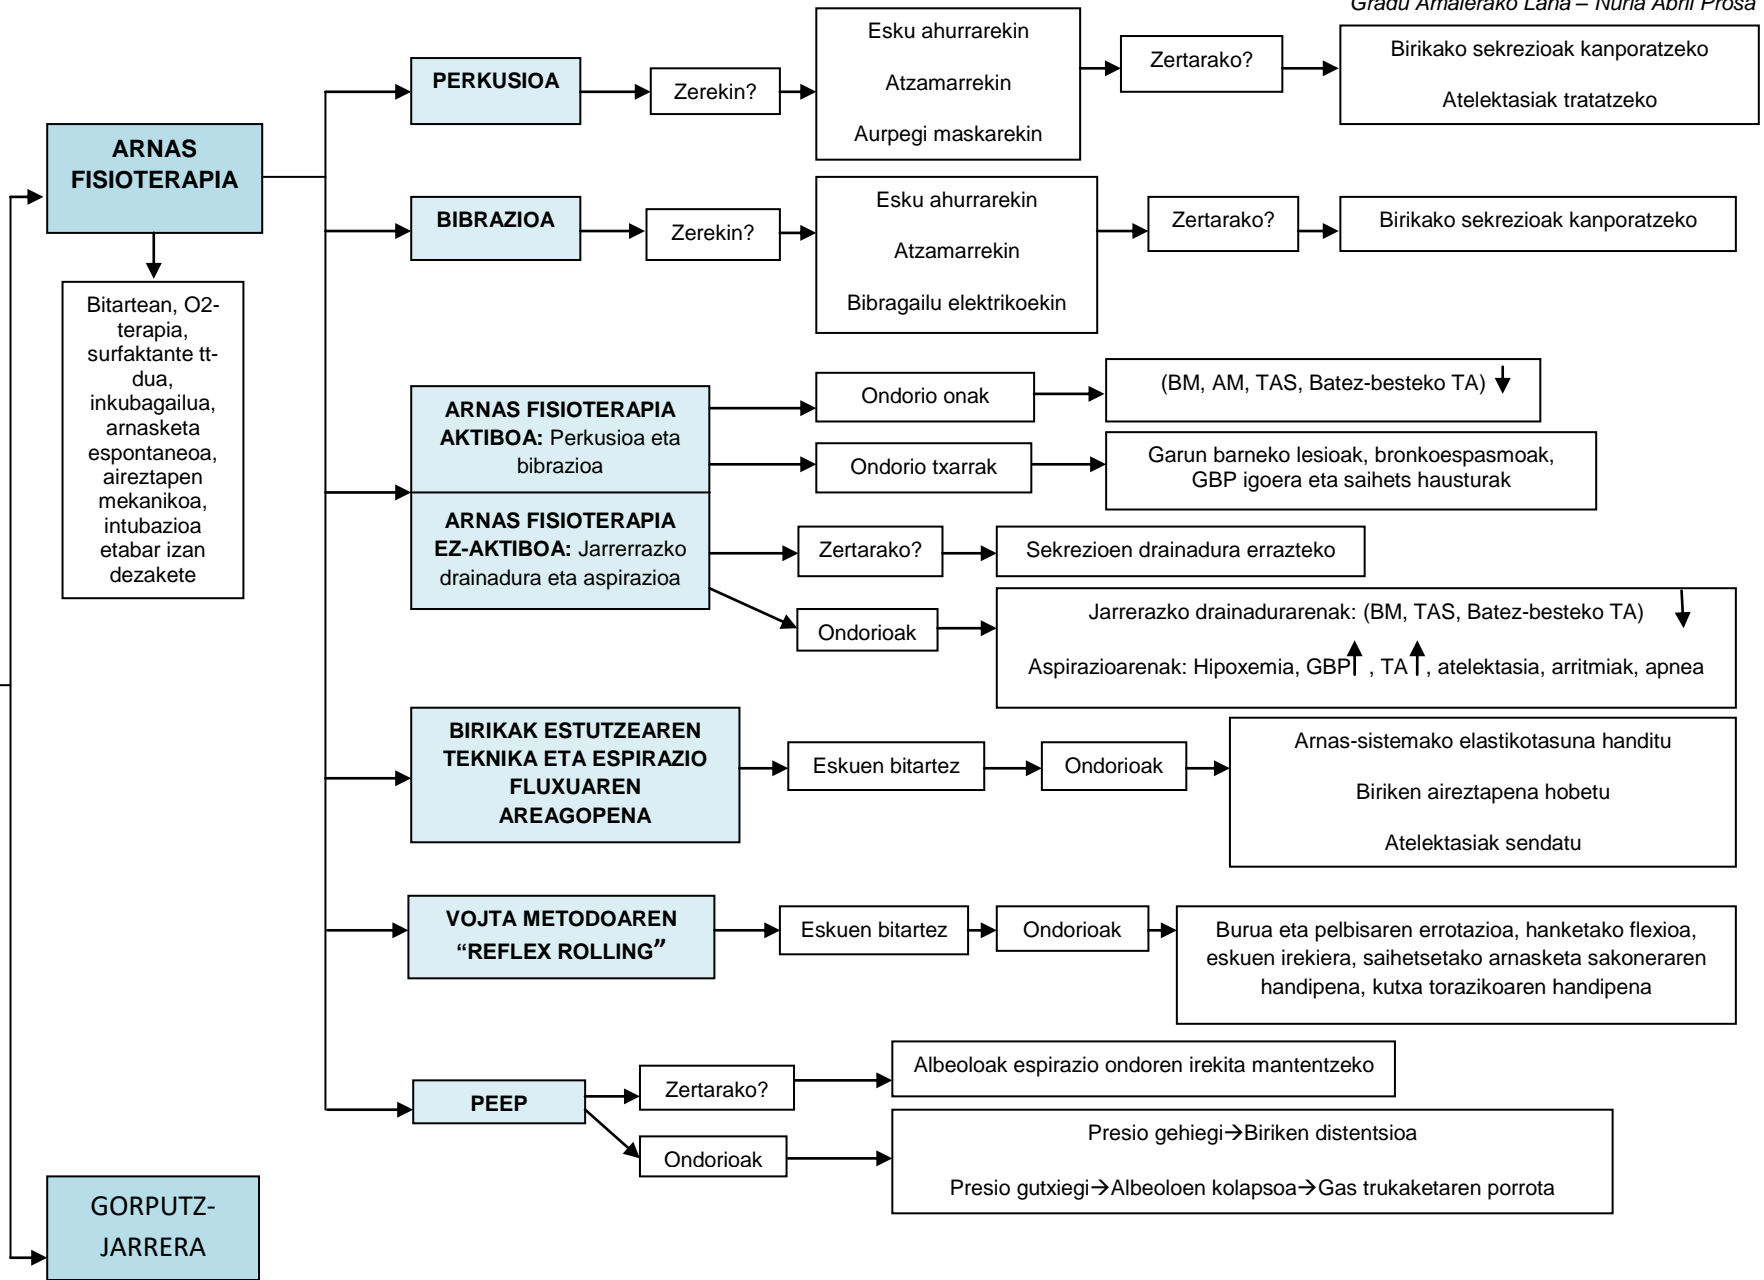 Gradu Amaierako Lana – Nuria Abril Prosa
ARNAS
FISIOTERAPIA
Bitartean, O2-
terapia,
surfaktante tt-
dua,
inkubagailua,
arnasketa
espontaneoa,
aireztapen
mekanikoa,
intubazioa
etabar izan
dezakete
PERKUSIOA
Zerekin?
Esku ahurrarekin
Atzamarrekin
Aurpegi maskarekin
Zertarako?
Birikako sekrezioak kanporatzeko
Atelektasiak tratatzeko
BIBRAZIOA
Zerekin?
Esku ahurrarekin
Atzamarrekin
Bibragailu elektrikoekin
Zertarako?
Birikako sekrezioak kanporatzeko
ARNAS FISIOTERAPIA
AKTIBOA: Perkusioa eta
bibrazioa
Ondorio onak
(BM, AM, TAS, Batez-besteko TA) ↓
Ondorio txarrak
Garun barneko lesioak, bronkoespasmoak,
GBP igoera eta saihets hausturak
ARNAS FISIOTERAPIA
EZ-AKTIBOA: Jarrerrazko
drainadura eta aspirazioa
Zertarako?
Sekrezioen drainadura errazteko
Ondorioak
Jarrerazko drainadurarenak: (BM, TAS, Batez-besteko TA) ↓
Aspirazioarenak: Hipoxemia, GBP↑ , TA↑, atelektasia, arritmiak, apnea
BIRIKAK ESTUTZEAREN
TEKNIKA ETA ESPIRAZIO
FLUXUAREN
AREAGOPENA
Eskuen bitartez
Ondorioak
Arnas-sistemako elastikotasuna handitu
Biriken aireztapena hobetu
Atelektasiak sendatu
VOJTA METODOAREN
“REFLEX ROLLING”
Eskuen bitartez
Ondorioak
Burua eta pelbisaren errotazioa, hanketako flexioa,
eskuen irekiera, saihetsetako arnasketa sakoneraren
handipena, kutxa torazikoaren handipena
PEEP
Zertarako?
Albeoloak espirazio ondoren irekita mantentzeko
Ondorioak
Presio gehiegi→Biriken distentsioa
Presio gutxiegi→Albeoloen kolapsoa→Gas trukaketaren porrota
GORPUTZ-
JARRERA